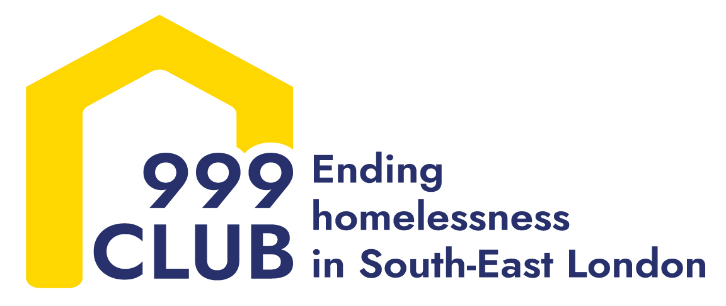 999
CLUB
Ending
homelessness
in South-East London